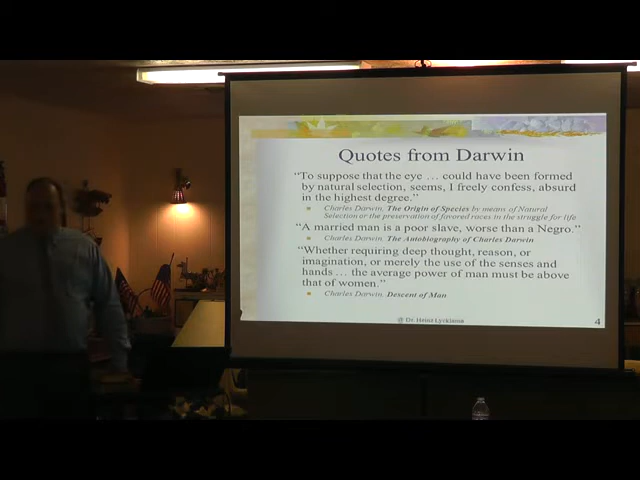 Quotes from Darwin
“To suppose that the eye … could have been formed
by natural selection, seems, I freely confess, absurd
in the highest degree.”
Charles Darwin. The Origin of Species by means of Natural
Selection or the preservation of favored races in the struggle for life
“A married man is a poor slave, worse than a Negro.”
Charles Darwin. The Autobiography of Charles Darwin
“Whether requiring deep thought, reason, or
imagination, or merely the use of the senses and
hands … the average power of man must be above
that of women.”
Charles Darwin. Descent of Man
@ Dr. Heinz Lycklama
4